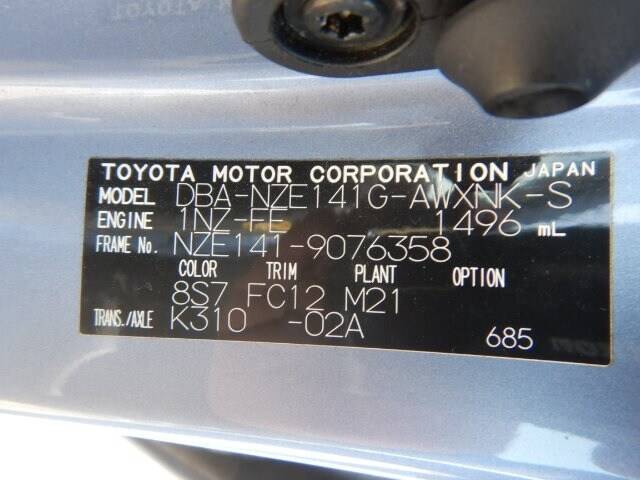 TOYOTA MOTOR CORPORATION JAPAN
MODEL DBA-NZE141G-AWXNK-S
ENGINE 1NZ-FE 1496 mL
FRAME No. NZE141-9076358
COLOR TRIM PLANT OPTION
8S7 FC12 M21
TRANS./AXLE K310 -02A
685